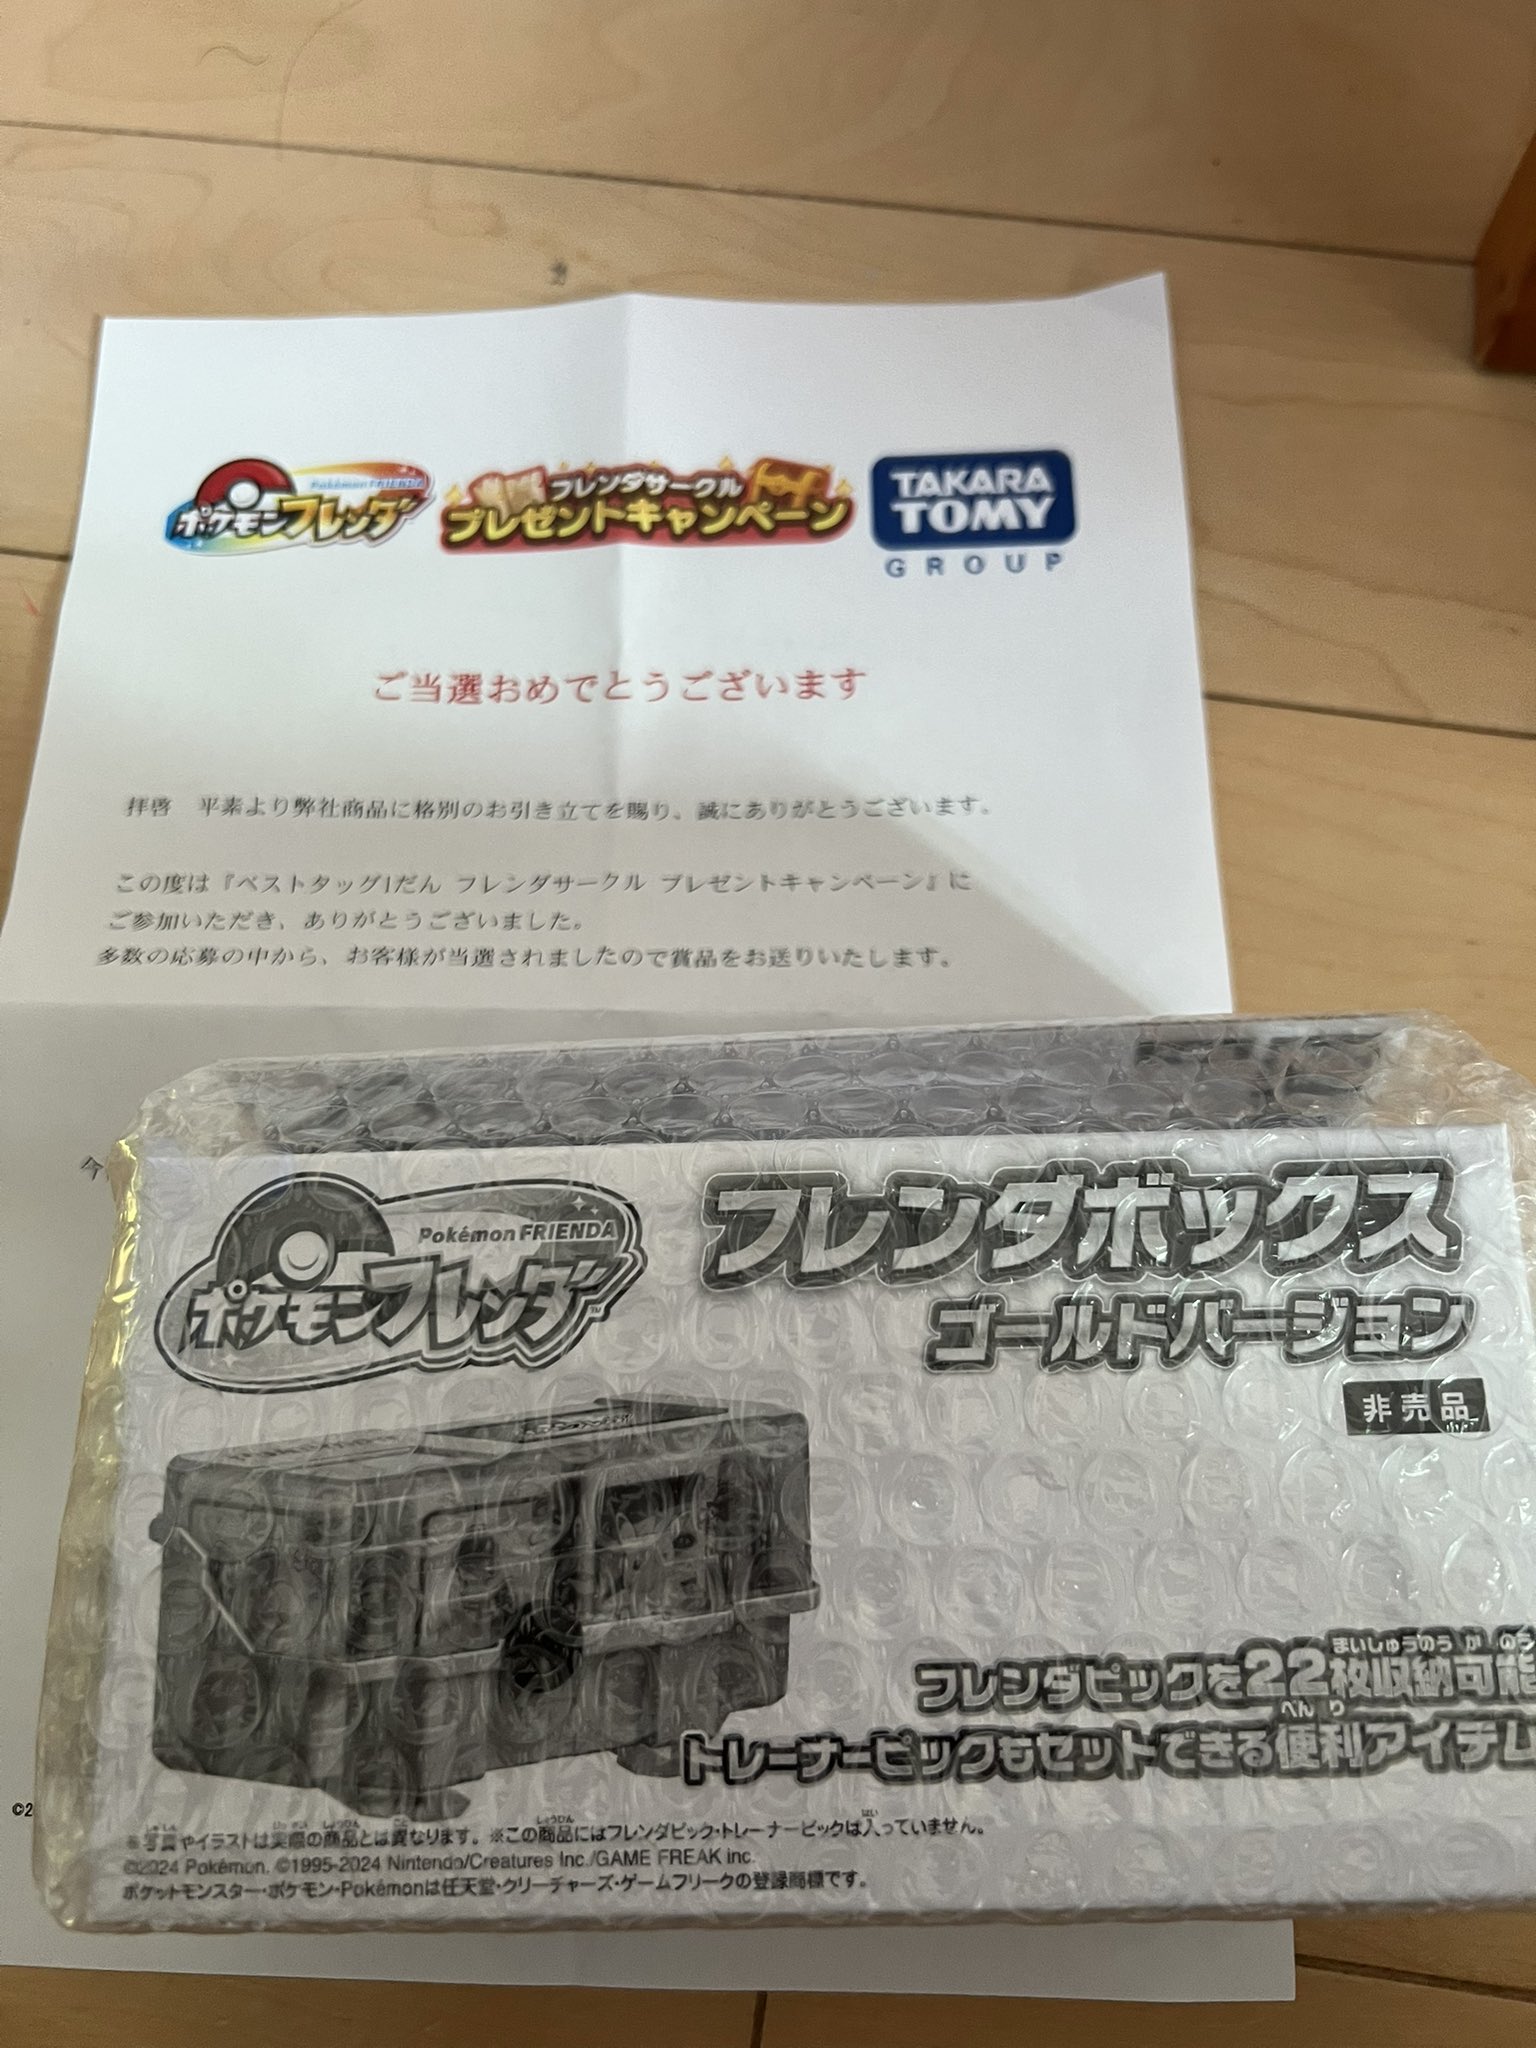 Pokémon FRIENDA
ポケモンフレンダ
フレンダサークル
プレゼントキャンペーン
TAKARA
TOMY
GROUP
ご当選おめでとうございます
拝啓　平素より弊社商品に格別のお引き立てを賜り、誠にありがとうございます。
この度は『ベストタッグ1だん フレンダサークル プレゼントキャンペーン』に
ご参加いただき、ありがとうございました。
多数の応募の中から、お客様が当選されましたので賞品をお送りいたします。
今
©2
Pokémon FRIENDA
ポケモンフレンダ™
フレンダボックス
ゴールドバージョン
非売品
まいしゅうのう か のう
フレンダピックを22枚収納可能
べん り
トレーナーピックもセットできる便利アイテム
※写真やイラストは実際の商品とは異なります。※この商品にはフレンダピック・トレーナーピックは入っていません。
©2024 Pokémon. ©1995-2024 Nintendo/Creatures Inc./GAME FREAK inc.
ポケットモンスター・ポケモン・Pokémonは任天堂・クリーチャーズ・ゲームフリークの登録商標です。